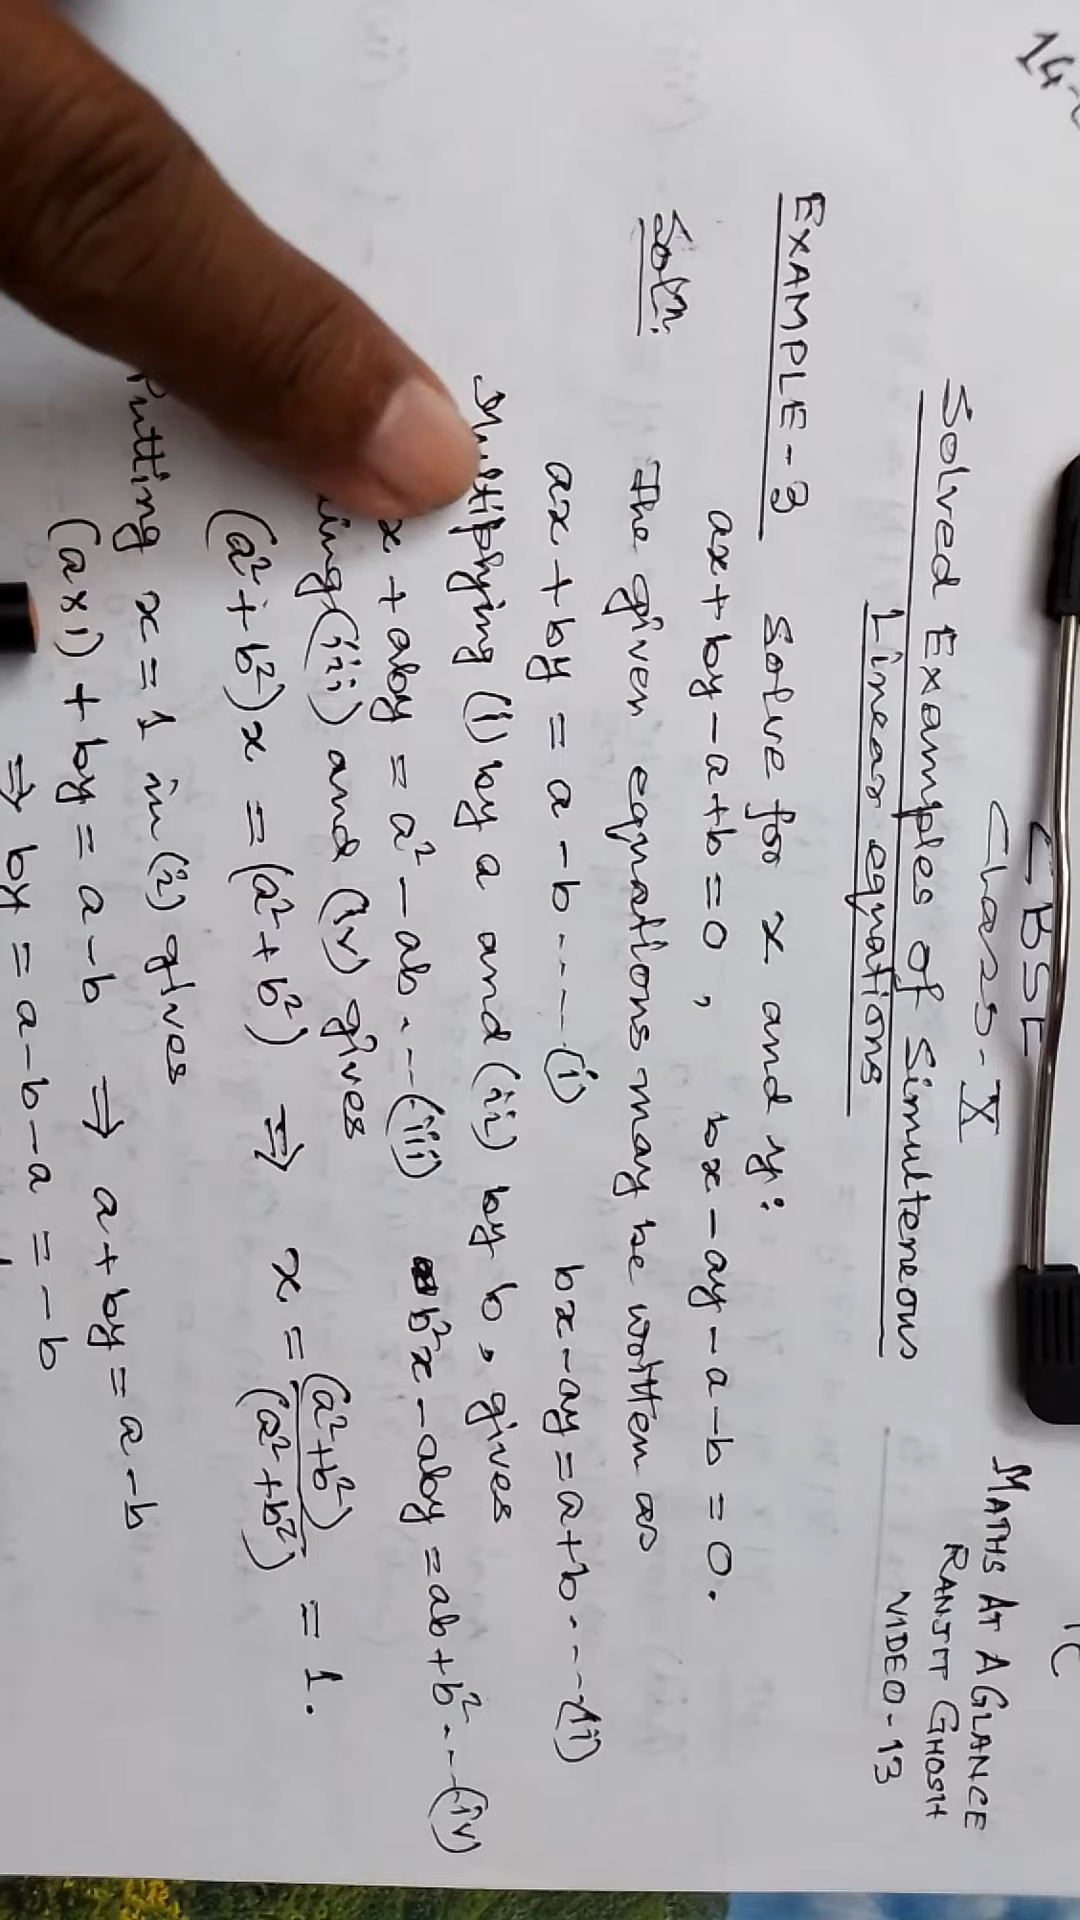 CBSE
Class-X
MATHS AT A GLANCE
RANJIT GHOSH
VIDEO-13
Solved Examples of Simulteneous
Linear equations
EXAMPLE-3 Solve for x and y:
ax+by-a+b=0, bx-ay-a-b=0.
Soln: The given equations may be written as
ax+by=a-b....(i) bx-ay=a+b...(ii)
Multiplying (i) by a and (ii) by b, gives
x+aby=a²-ab...(iii) b²x-aby=ab+b²...(iv)
ing (iii) and (iv) gives
(a²+b²)x=(a²+b²) ⇒ x=(a²+b²)/(a²+b²)=1.
Putting x=1 in (i) gives
(ax1)+by=a-b ⇒ a+by=a-b
⇒ by=a-b-a=-b